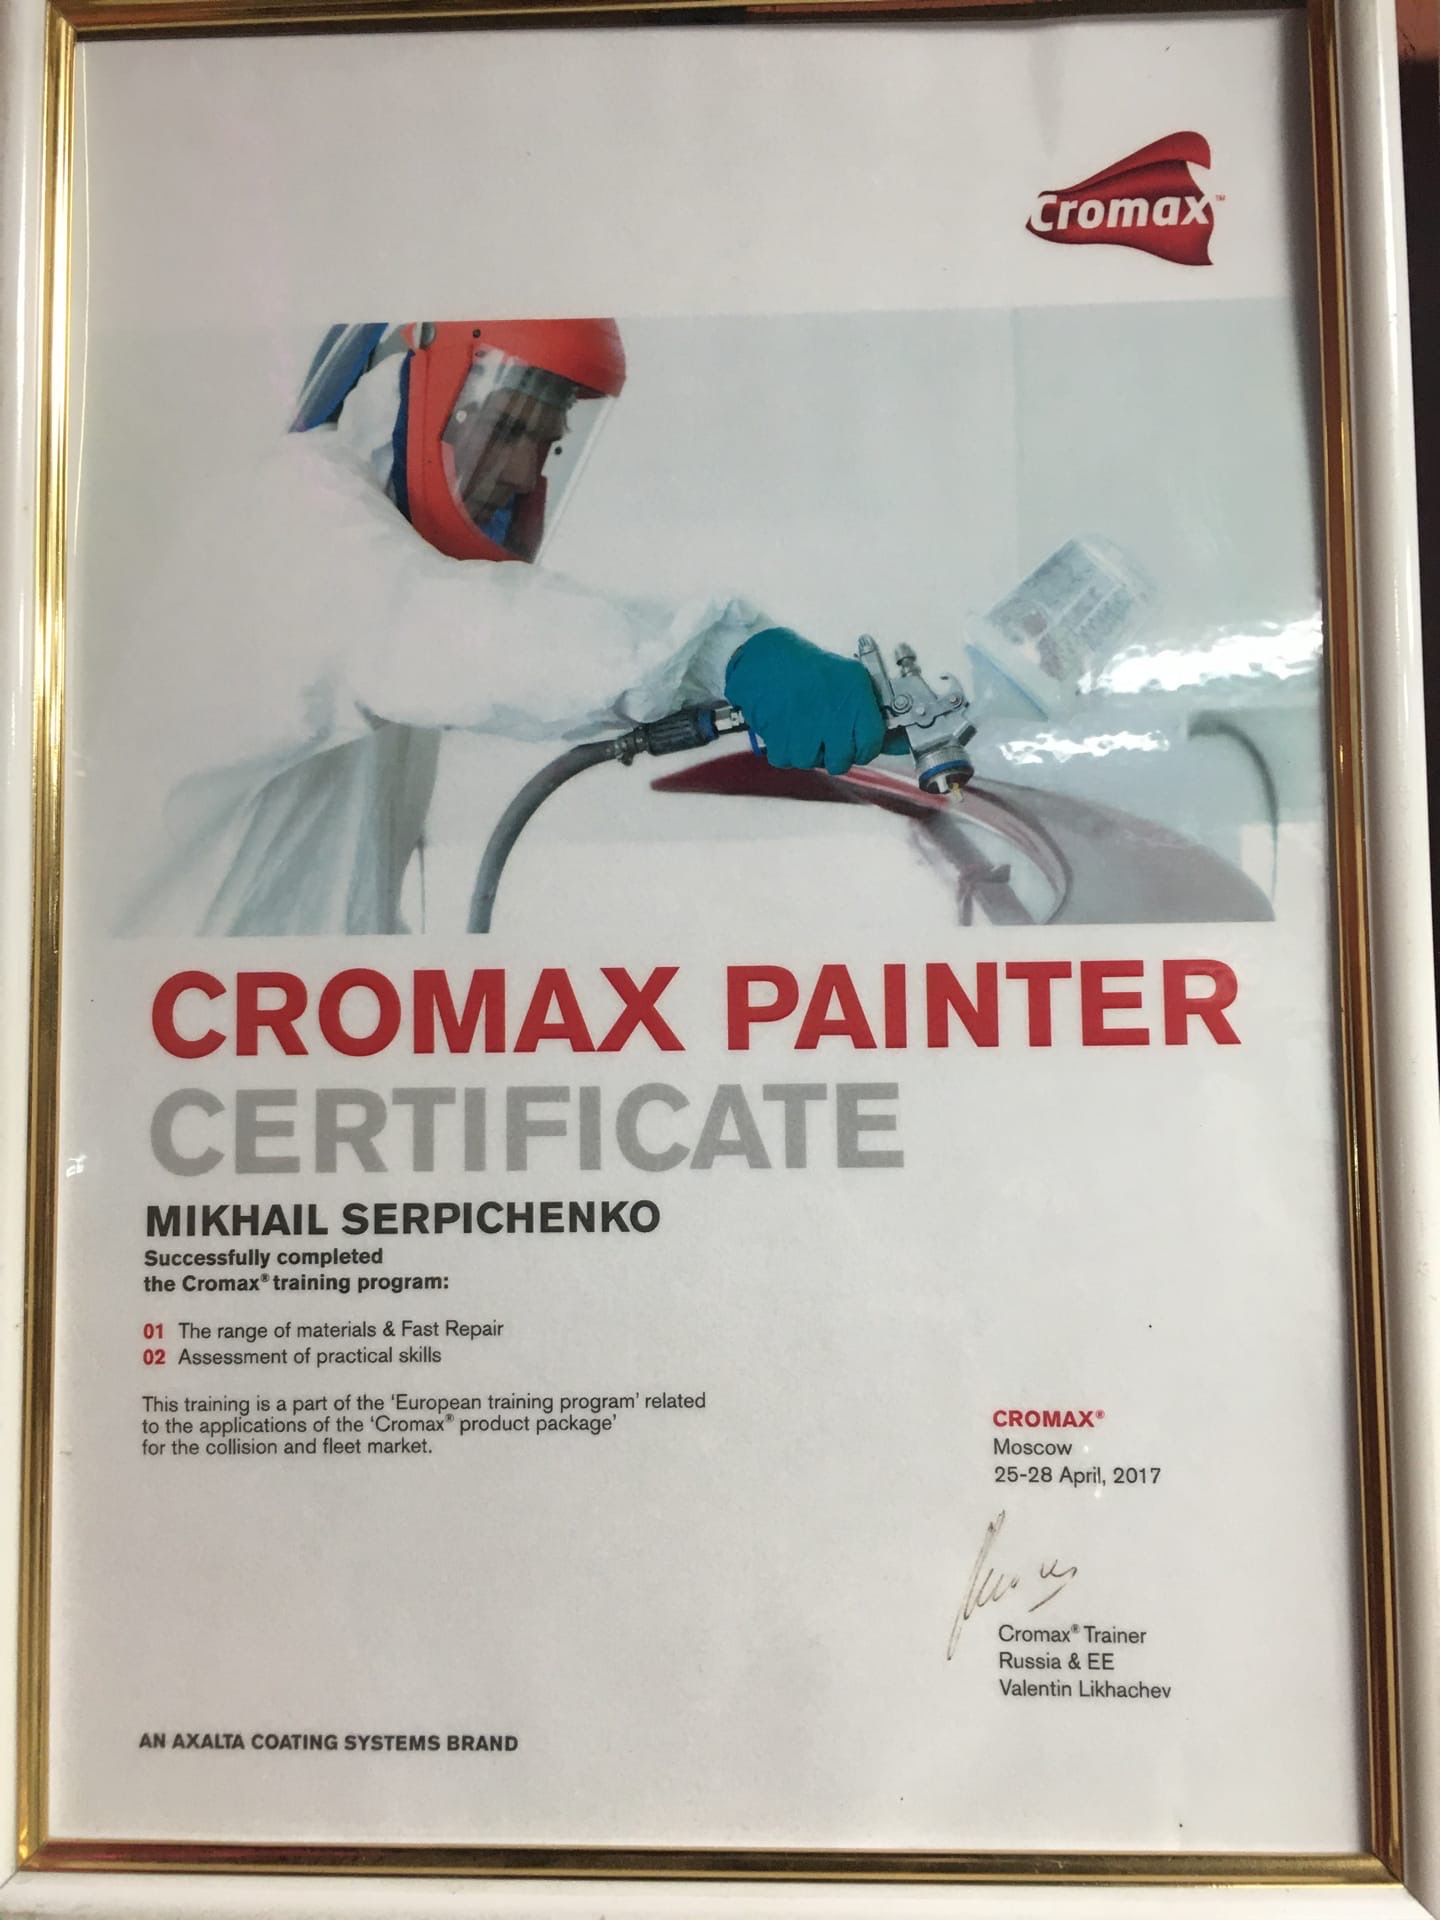 Cromax™
CROMAX PAINTER
CERTIFICATE
MIKHAIL SERPICHENKO
Successfully completed
the Cromax® training program:
01 The range of materials & Fast Repair
02 Assessment of practical skills
This training is a part of the ‘European training program’ related
to the applications of the ‘Cromax® product package’
for the collision and fleet market.
CROMAX®
Moscow
25-28 April, 2017
Cromax® Trainer
Russia & EE
Valentin Likhachev
AN AXALTA COATING SYSTEMS BRAND